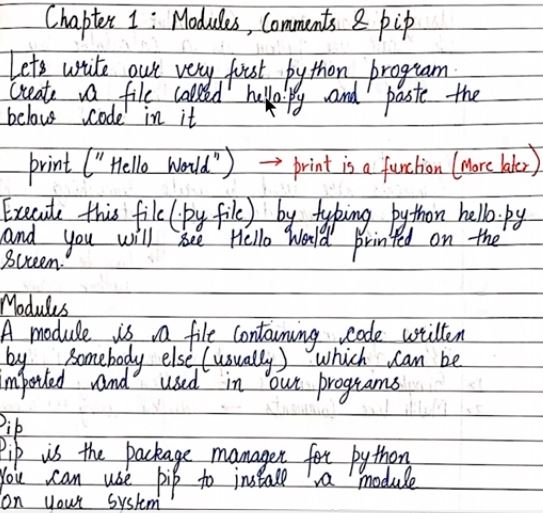 Chapter 1 : Modules, Comments & pip
Lets write our very first python program.
Create a file called hello.py and paste the
below code in it
print ("Hello World") → print is a function (More later)
Execute this file (.py file) by typing python hello.py
and you will see Hello World printed on the
Screen.
Modules
A module is a file containing code written
by somebody else (usually) which can be
imported and used in our programs
Pip
Pip is the package manager for python
You can use pip to install a module
on your system